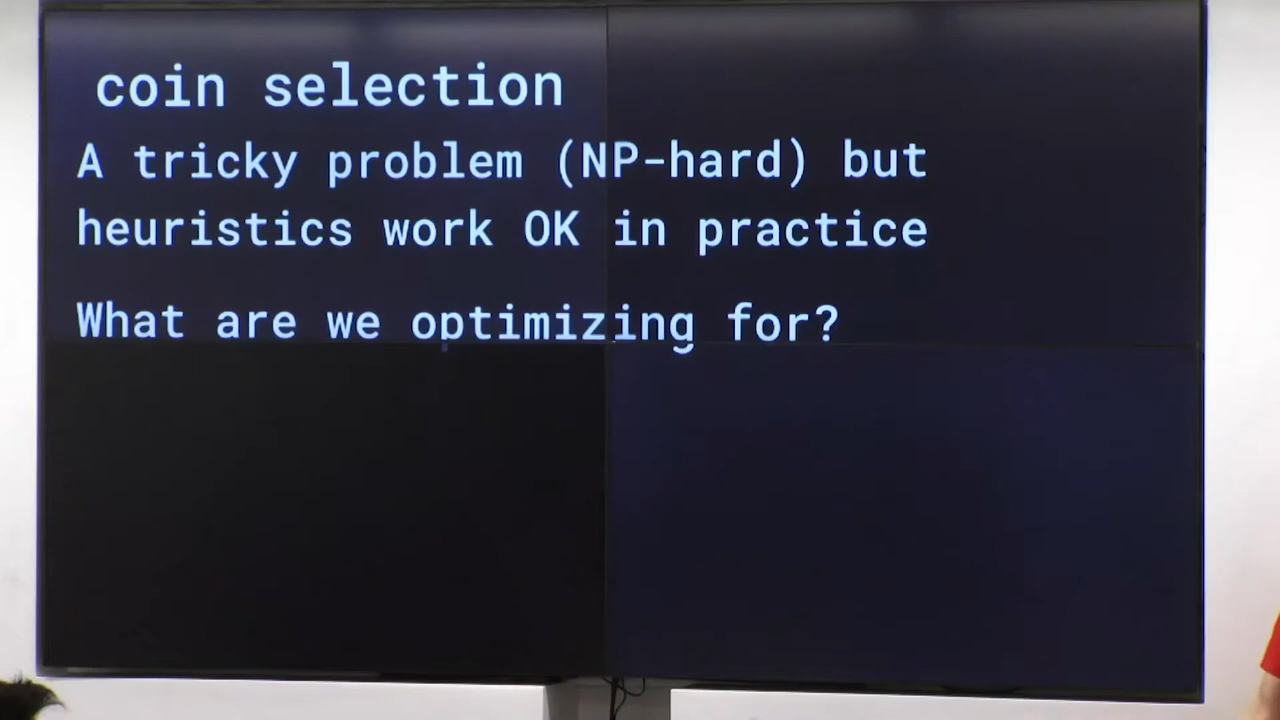 coin selection
A tricky problem (NP-hard) but
heuristics work OK in practice
What are we optimizing for?